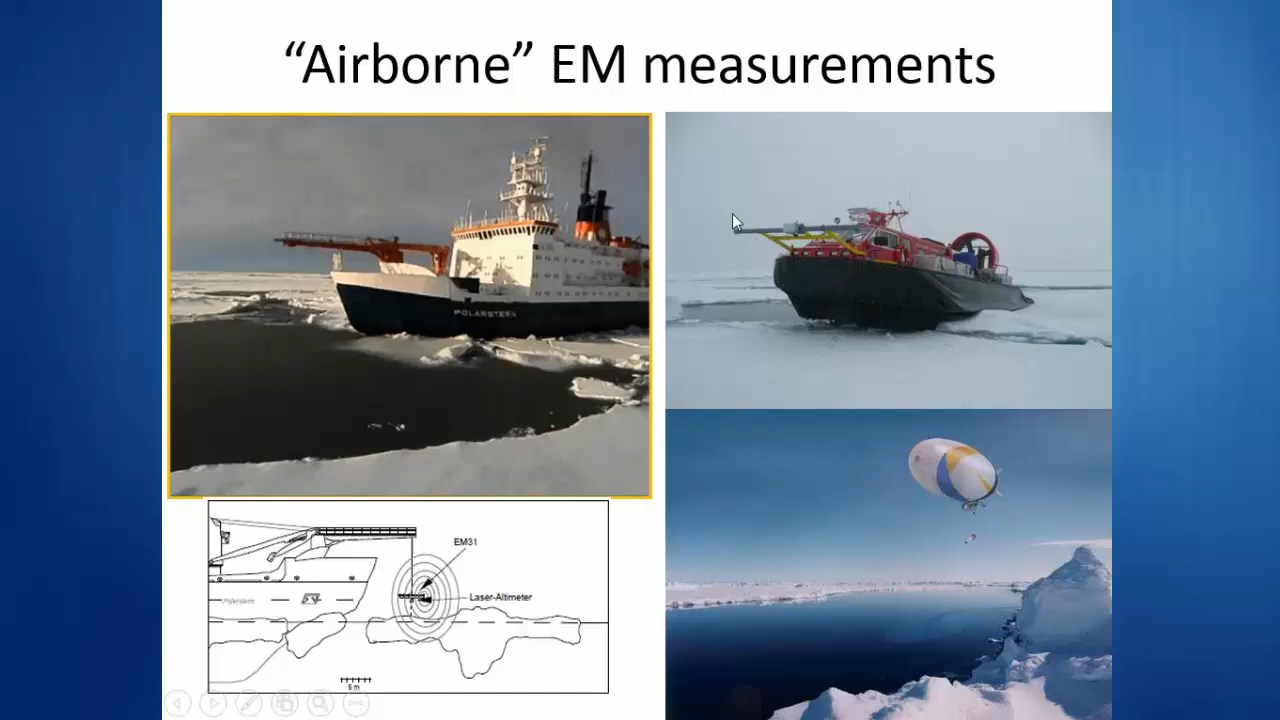 “Airborne” EM measurements
POLARSTERN
EM31
Laser-Altimeter
Polarstern
5 m